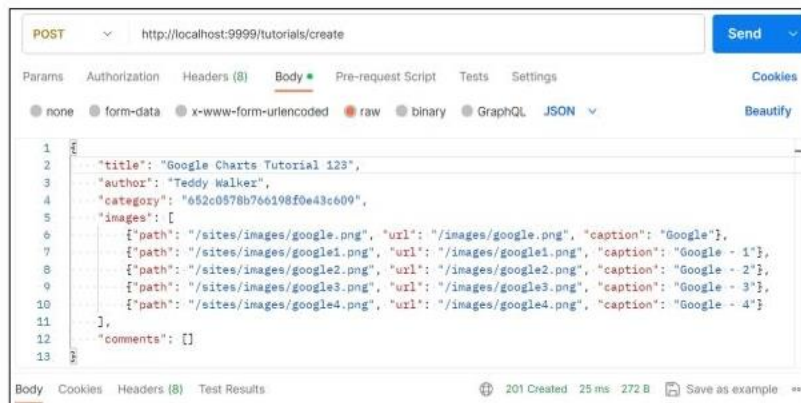 POST http://localhost:9999/tutorials/create Send
Params Authorization Headers (8) Body Pre-request Script Tests Settings Cookies
none form-data x-www-form-urlencoded raw binary GraphQL JSON Beautify
1 {
2 "title": "Google Charts Tutorial 123",
3 "author": "Teddy Walker",
4 "category": "652c0578b766198f0e43c609",
5 "images": [
6 {"path": "/sites/images/google.png", "url": "/images/google.png", "caption": "Google"},
7 {"path": "/sites/images/google1.png", "url": "/images/google1.png", "caption": "Google - 1"},
8 {"path": "/sites/images/google2.png", "url": "/images/google2.png", "caption": "Google - 2"},
9 {"path": "/sites/images/google3.png", "url": "/images/google3.png", "caption": "Google - 3"},
10 {"path": "/sites/images/google4.png", "url": "/images/google4.png", "caption": "Google - 4"}
11 ],
12 "comments": []
13 }
Body Cookies Headers (8) Test Results 201 Created 25 ms 272 B Save as example